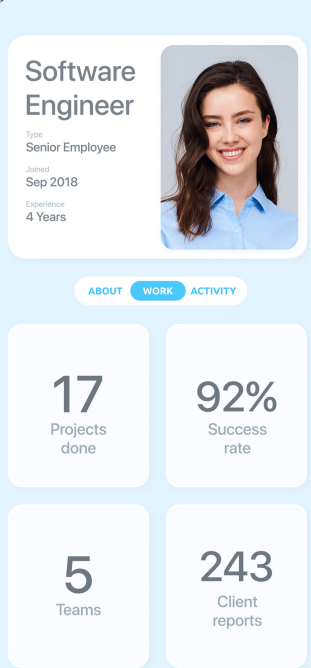 Software
Engineer
Type
Senior Employee
Joined
Sep 2018
Experience
4 Years
ABOUT WORK ACTIVITY
17
Projects
done
92%
Success
rate
5
Teams
243
Client
reports